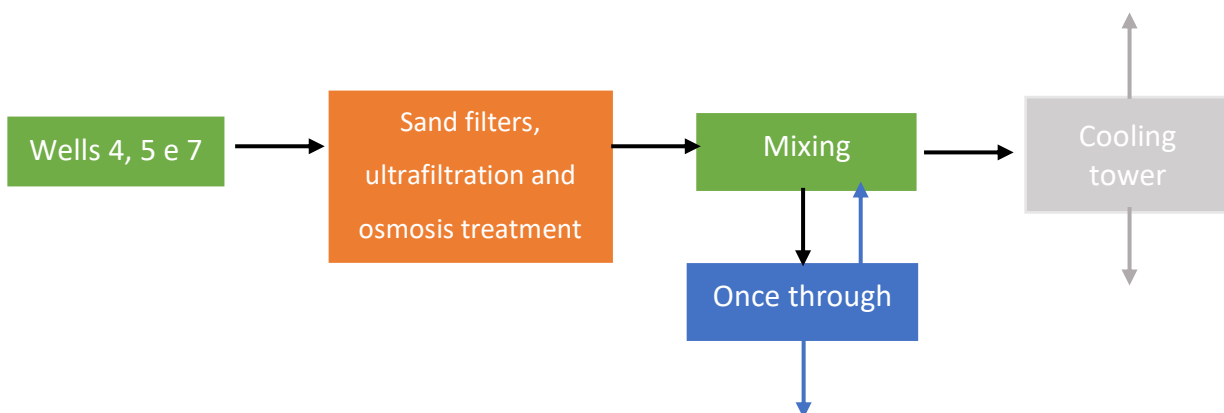 Wells 4, 5 e 7
Sand filters,
ultrafiltration and
osmosis treatment
Mixing
Cooling
tower
Once through